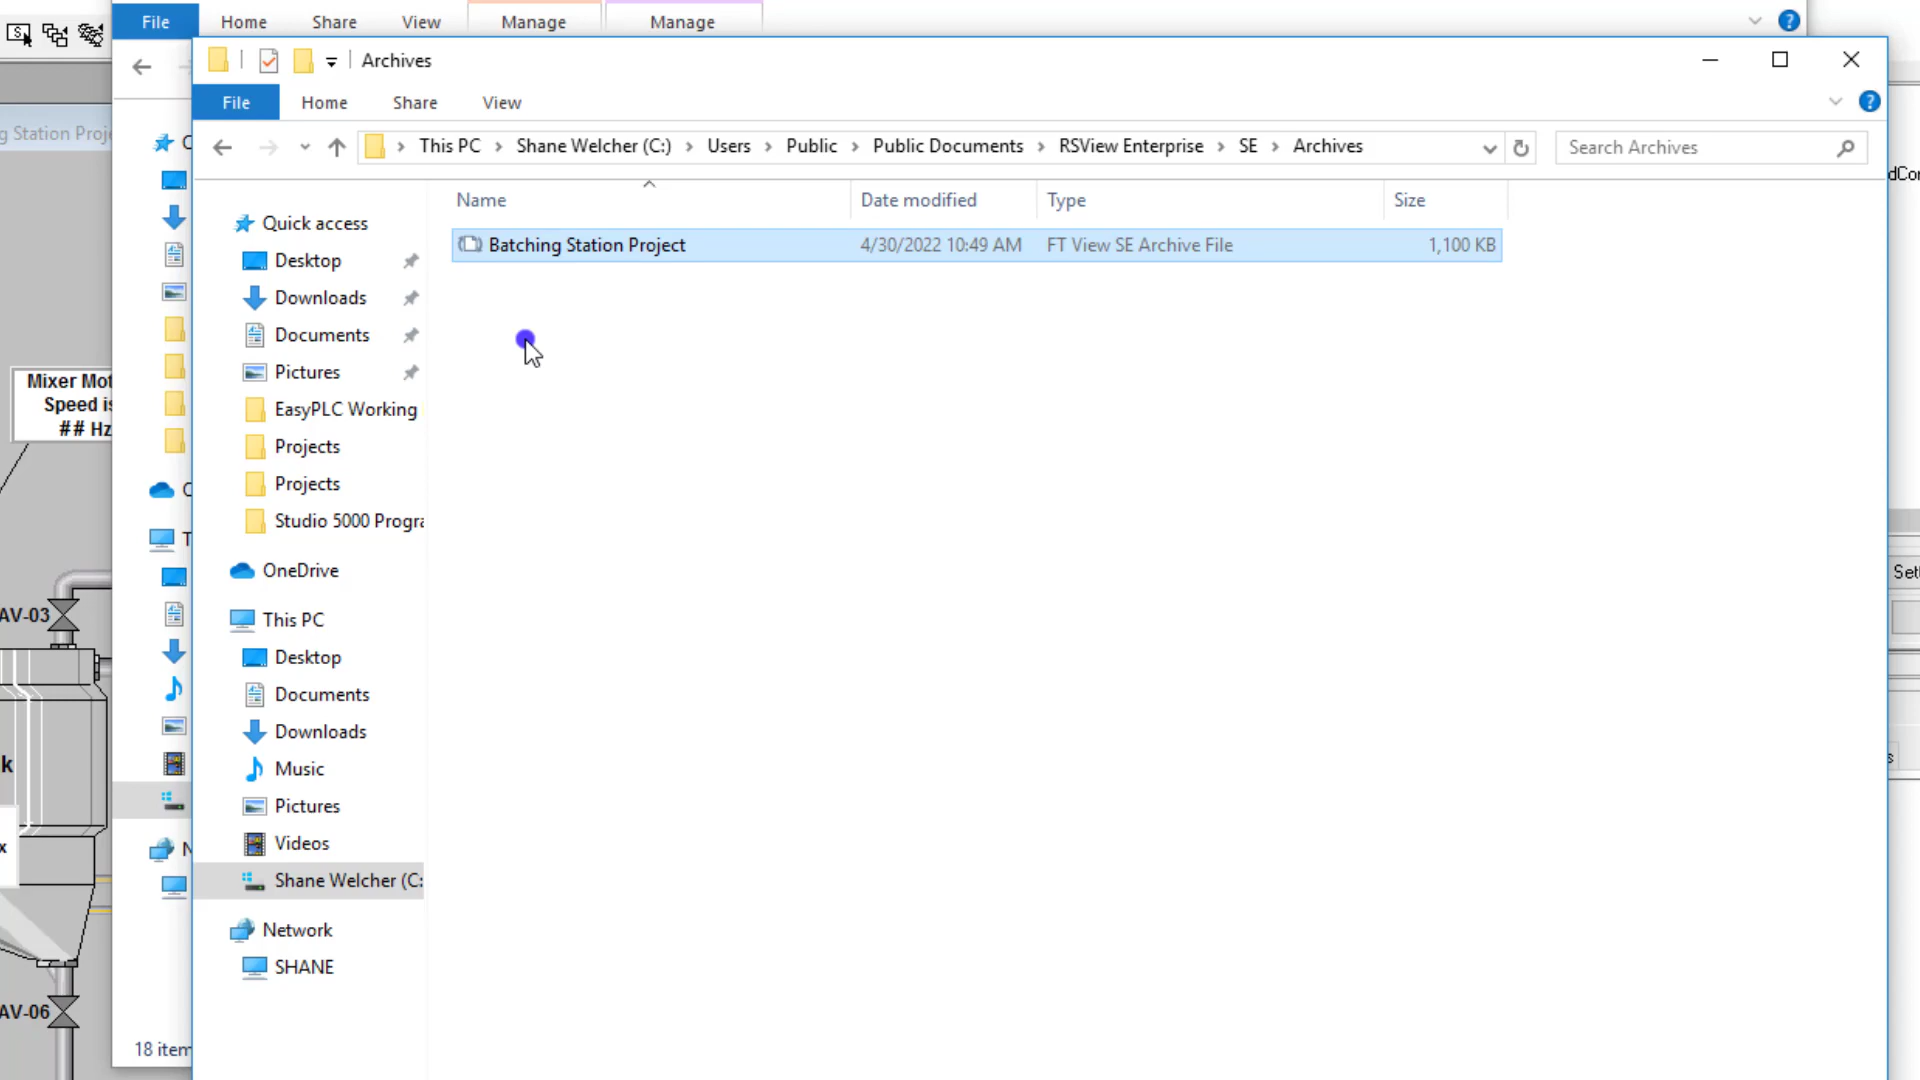 File Home Share View Manage Manage
Archives
File Home Share View
This PC Shane Welcher (C:) Users Public Public Documents RSView Enterprise SE Archives
Search Archives
Name Date modified Type Size
Batching Station Project 4/30/2022 10:49 AM FT View SE Archive File 1,100 KB
Quick access
Desktop
Downloads
Documents
Pictures
EasyPLC Working
Projects
Projects
Studio 5000 Progra
OneDrive
This PC
Desktop
Documents
Downloads
Music
Pictures
Videos
Shane Welcher (C:
Network
SHANE
g Station Proje
Mixer Mot
Speed is
## Hz
AV-03
k
x
AV-06
18 item
dCor